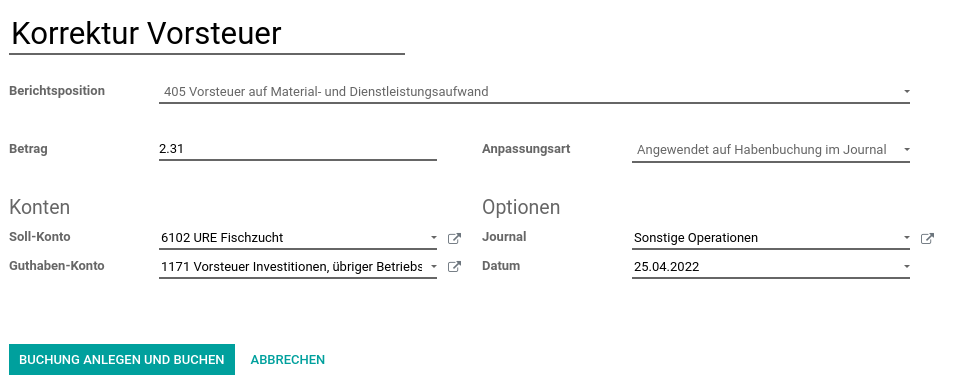 Korrektur Vorsteuer
Berichtsposition 405 Vorsteuer auf Material- und Dienstleistungsaufwand
Betrag 2.31 Anpassungsart Angewendet auf Habenbuchung im Journal
Konten Optionen
Soll-Konto 6102 URE Fischzucht Journal Sonstige Operationen
Guthaben-Konto 1171 Vorsteuer Investitionen, übriger Betriebs Datum 25.04.2022
BUCHUNG ANLEGEN UND BUCHEN ABBRECHEN